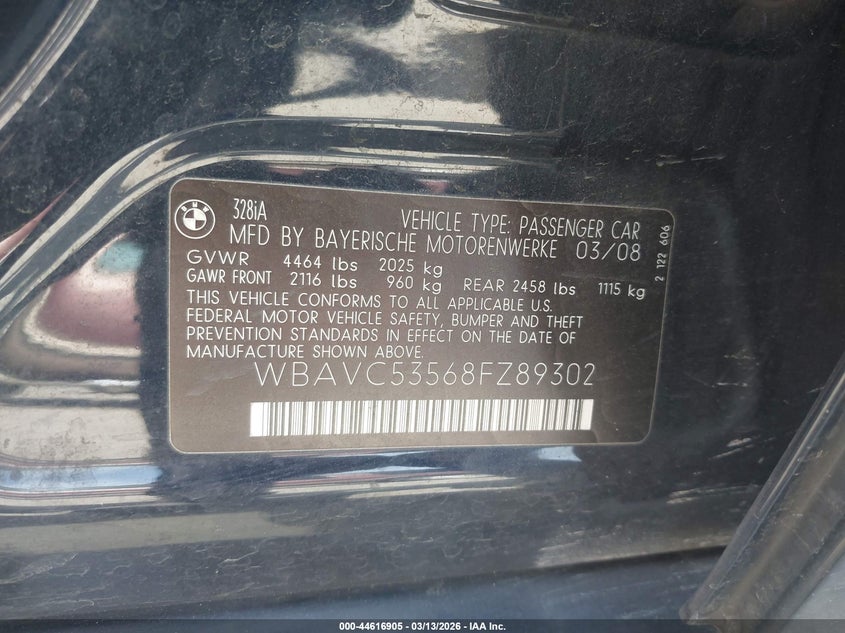 BMW
328iA
VEHICLE TYPE: PASSENGER CAR
MFD BY BAYERISCHE MOTORENWERKE 03/08
GVWR 4464 lbs 2025 kg
GAWR FRONT 2116 lbs 960 kg REAR 2458 lbs 1115 kg
THIS VEHICLE CONFORMS TO ALL APPLICABLE U.S.
FEDERAL MOTOR VEHICLE SAFETY, BUMPER AND THEFT
PREVENTION STANDARDS IN EFFECT ON THE DATE OF
MANUFACTURE SHOWN ABOVE.
WBAVC53568FZ89302
2 122 606
000-44616905 | 03/13/2026 | IAA Inc.